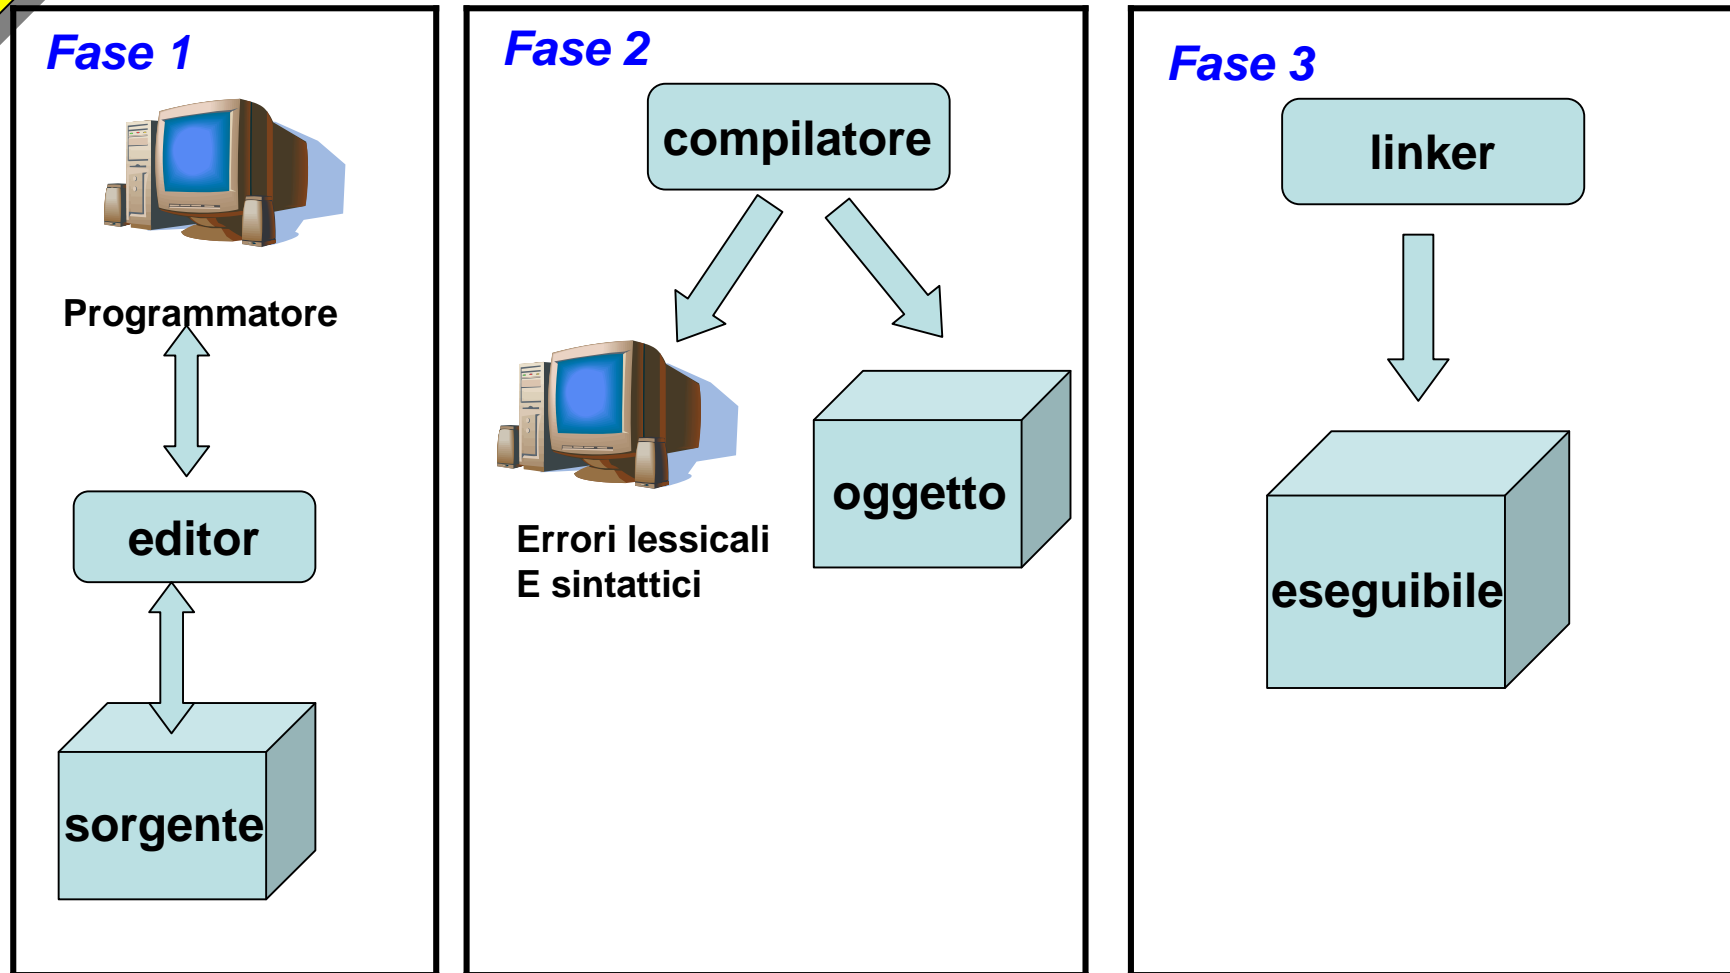 Fase 1
Programmatore
editor
sorgente
Fase 2
compilatore
Errori lessicali
E sintattici
oggetto
Fase 3
linker
eseguibile